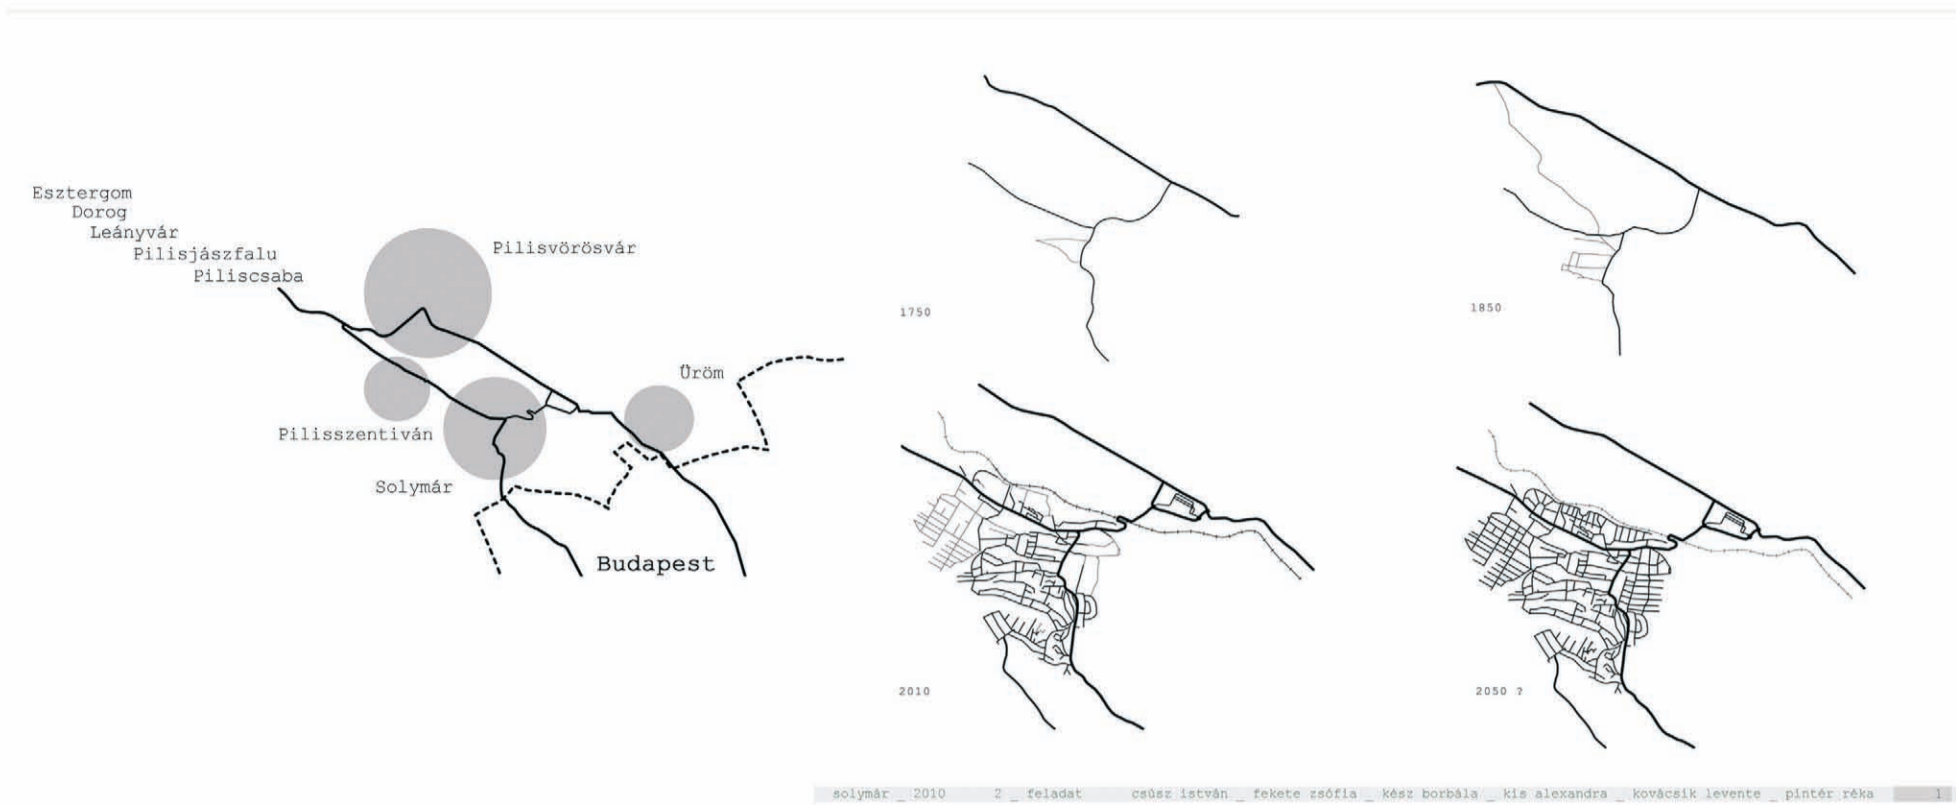 Esztergom
Dorog
Leányvár
Pilisjászfalu
Piliscsaba
Pilisvörösvár
Üröm
Pilisszentiván
Solymár
Budapest
1750
1850
2010
2050 ?
solymár _ 2010 2 _ feladat csúsz istván _ fekete zsófia _ kész borbála _ kis alexandra _ kovácsik levente _ pintér réka 1